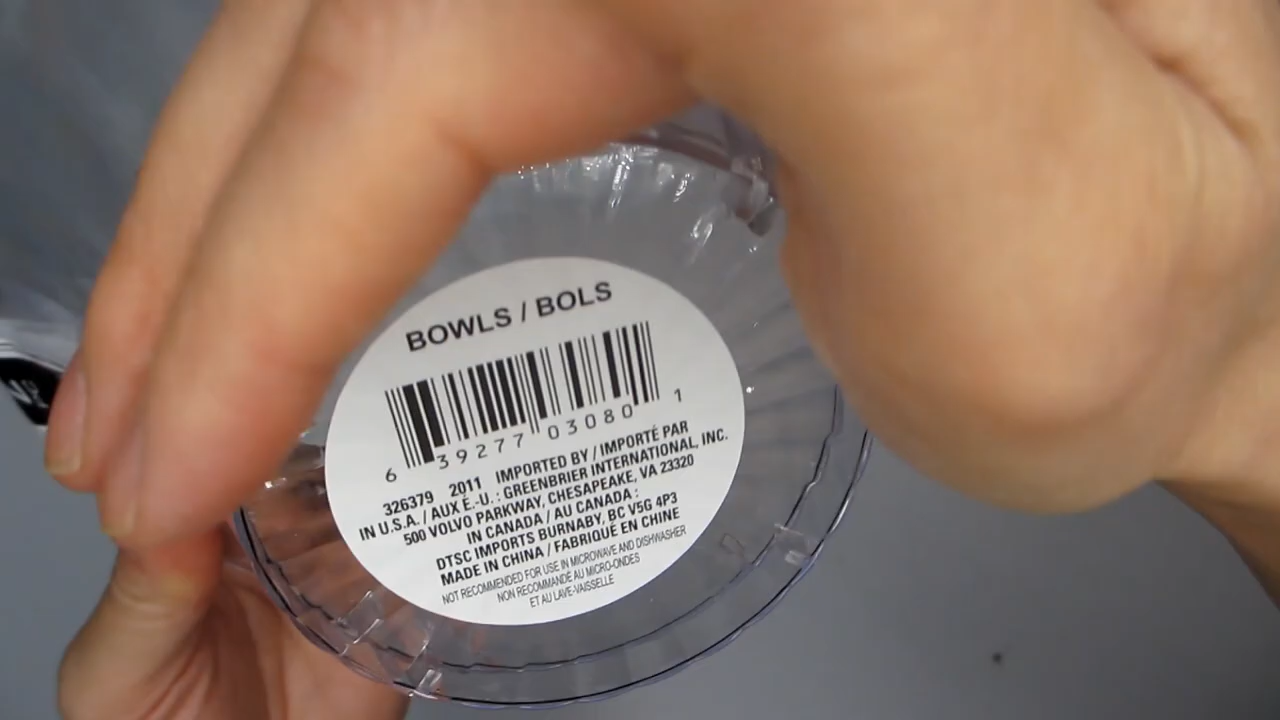 BOWLS / BOLS
6 39277 03080 1
326379 2011 IMPORTED BY / IMPORTÉ PAR
IN U.S.A. / AUX É.-U. : GREENBRIER INTERNATIONAL, INC.
500 VOLVO PARKWAY, CHESAPEAKE, VA 23320
IN CANADA / AU CANADA :
DTSC IMPORTS BURNABY, BC V5G 4P3
MADE IN CHINA / FABRIQUÉ EN CHINE
NOT RECOMMENDED FOR USE IN MICROWAVE AND DISHWASHER
NON RECOMMANDÉ AU MICRO-ONDES
ET AU LAVE-VAISSELLE